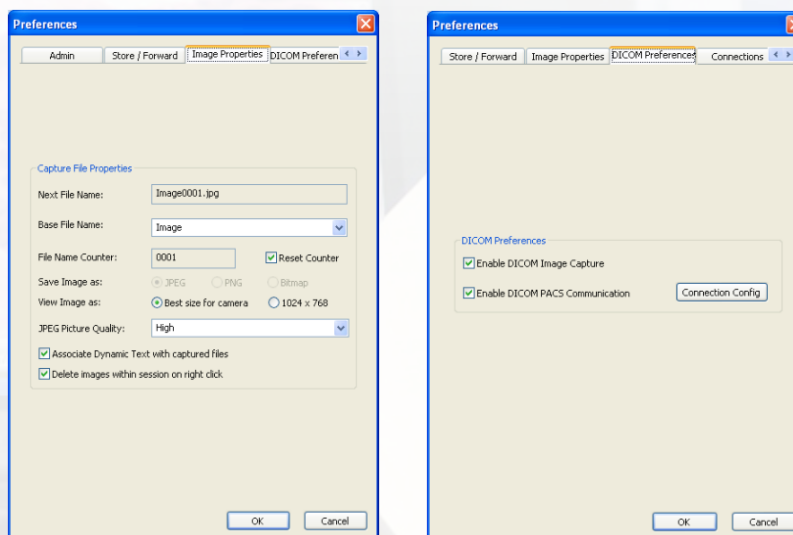 Preferences
Admin Store / Forward Image Properties DICOM Preferen
Capture File Properties
Next File Name: Image0001.jpg
Base File Name: Image
File Name Counter: 0001 Reset Counter
Save Image as: JPEG PNG Bitmap
View Image as: Best size for camera 1024 x 768
JPEG Picture Quality: High
Associate Dynamic Text with captured files
Delete images within session on right click
OK Cancel
Preferences
Store / Forward Image Properties DICOM Preferences Connections
DICOM Preferences
Enable DICOM Image Capture
Enable DICOM PACS Communication Connection Config
OK Cancel